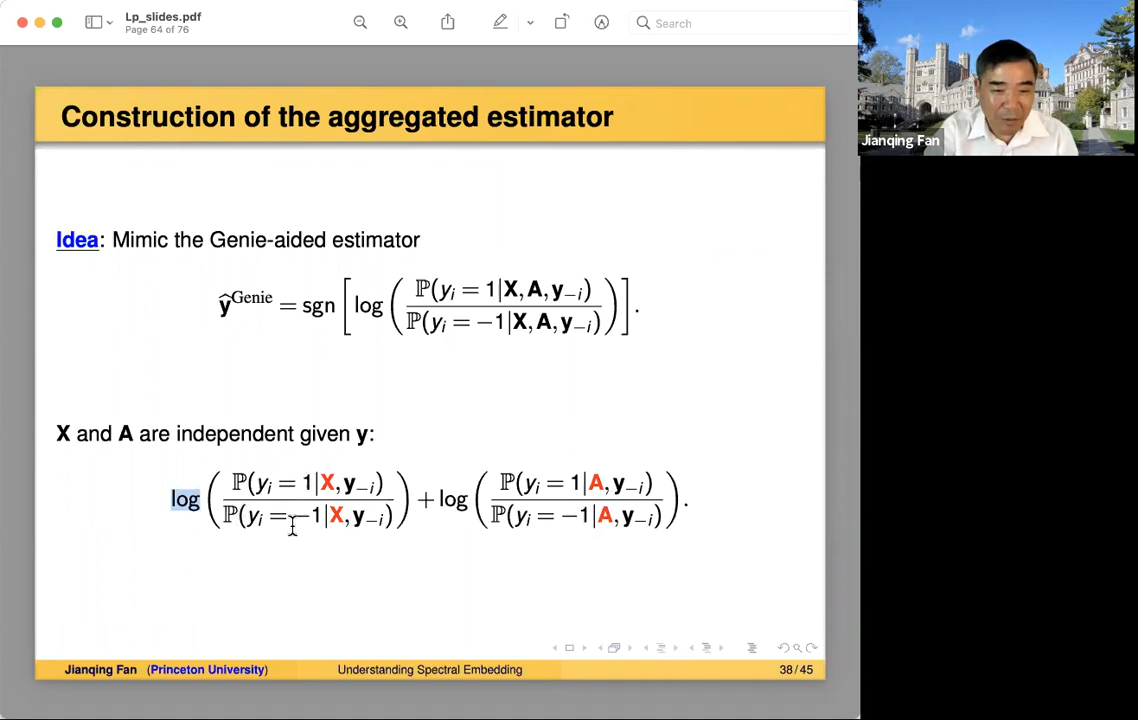 Lp_slides.pdf
Page 64 of 76
Search
Jianqing Fan
Construction of the aggregated estimator
Idea: Mimic the Genie-aided estimator
ŷ^Genie = sgn [ log ( ℙ(y_i = 1|X, A, y_{−i}) / ℙ(y_i = −1|X, A, y_{−i}) ) ].
X and A are independent given y:
log ( ℙ(y_i = 1|X, y_{−i}) / ℙ(y_i = −1|X, y_{−i}) ) + log ( ℙ(y_i = 1|A, y_{−i}) / ℙ(y_i = −1|A, y_{−i}) ).
Jianqing Fan (Princeton University) Understanding Spectral Embedding 38 / 45